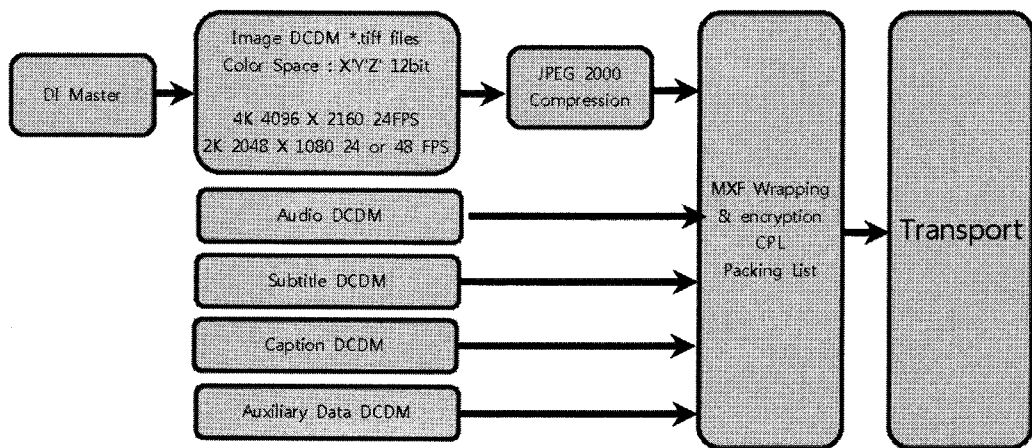 DI Master
Image DCDM *.tiff files
Color Space : X'Y'Z' 12bit
4K 4096 X 2160 24FPS
2K 2048 X 1080 24 or 48 FPS
JPEG 2000
Compression
Audio DCDM
Subtitle DCDM
Caption DCDM
Auxiliary Data DCDM
MXF Wrapping
& encryption
CPL
Packing List
Transport